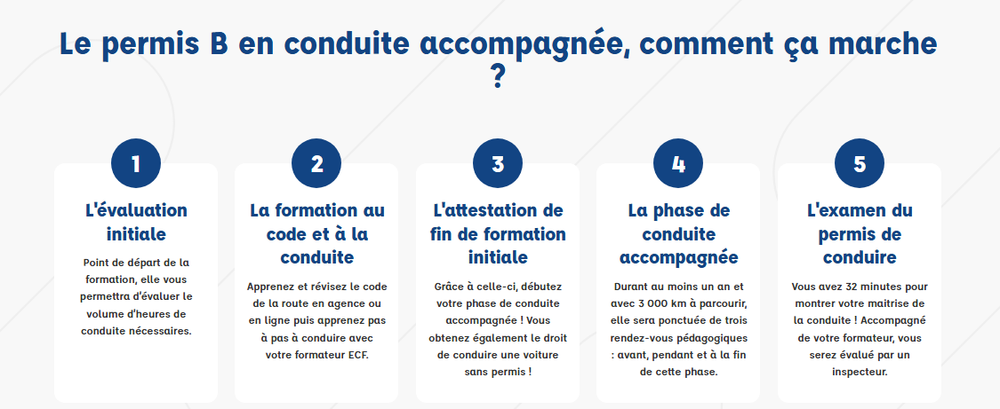 Le permis B en conduite accompagnée, comment ça marche
?
1
L'évaluation
initiale
Point de départ de la
formation, elle vous
permettra d'évaluer le
volume d'heures de
conduite nécessaires.
2
La formation au
code et à la
conduite
Apprenez et révisez le code
de la route en agence ou
en ligne puis apprenez pas
à pas à conduire avec
votre formateur ECF.
3
L'attestation de
fin de formation
initiale
Grâce à celle-ci, débutez
votre phase de conduite
accompagnée ! Vous
obtenez également le droit
de conduire une voiture
sans permis !
4
La phase de
conduite
accompagnée
Durant au moins un an et
avec 3 000 km à parcourir,
elle sera ponctuée de trois
rendez-vous pédagogiques
: avant, pendant et à la fin
de cette phase.
5
L'examen du
permis de
conduire
Vous avez 32 minutes pour
montrer votre maitrise de
la conduite ! Accompagné
de votre formateur, vous
serez évalué par un
inspecteur.